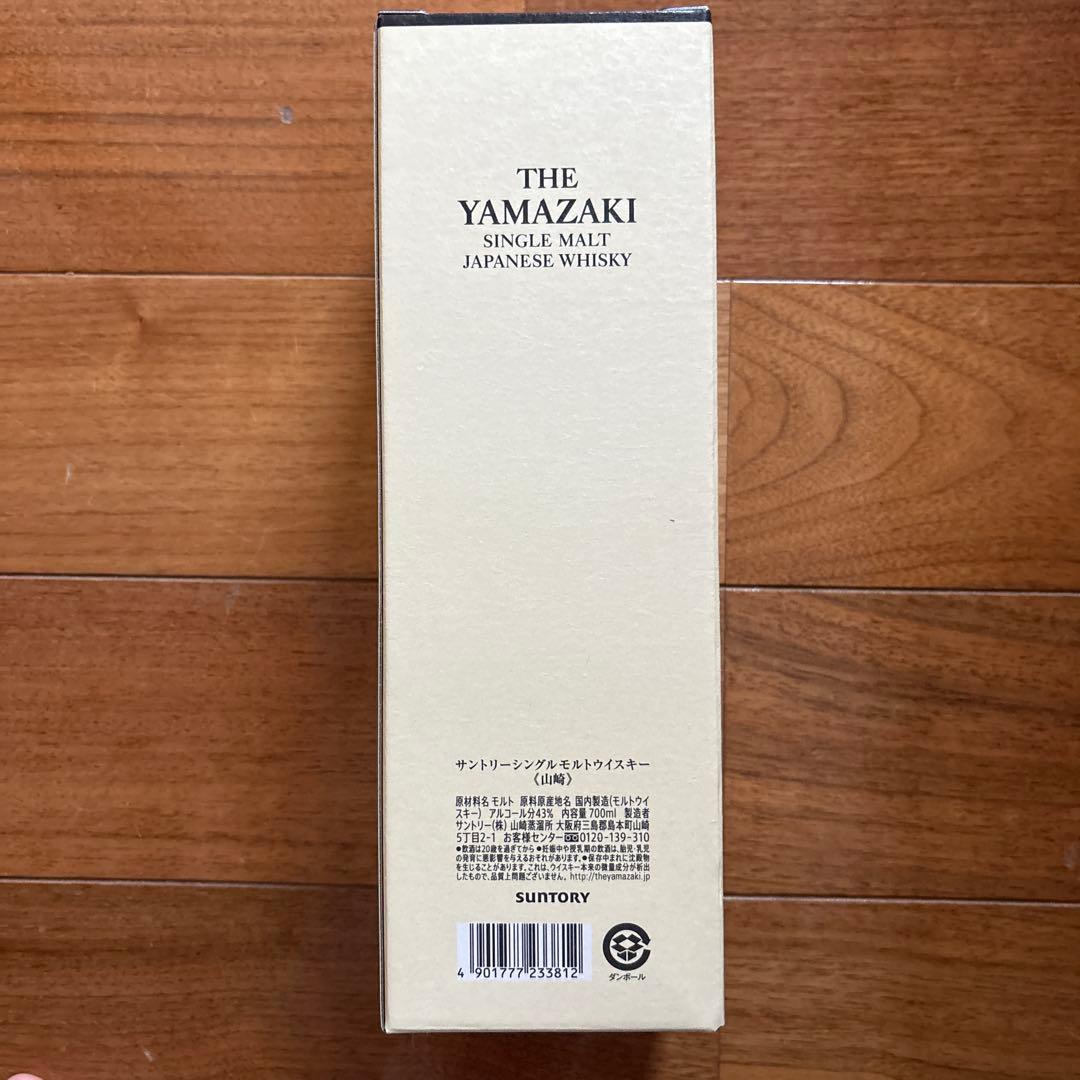 THE
YAMAZAKI
SINGLE MALT
JAPANESE WHISKY
サントリーシングルモルトウイスキー
《山崎》
原材料名 モルト 原料原産地名 国内製造(モルトウイ
スキー) アルコール分43% 内容量700ml 製造者
サントリー(株) 山崎蒸溜所 大阪府三島郡島本町山崎
5丁目2-1 お客様センター 0120-139-310
●飲酒は20歳を過ぎてから ●妊娠中や授乳期の飲酒は、胎児・乳児
の発育に悪影響を与えるおそれがあります。●保存中まれに沈殿物
を生じることがあります。これは、ウイスキー本来の微量成分が析出
したもので、品質上問題ございません。http://theyamazaki.jp
SUNTORY
4 901777 233812
ダンボール